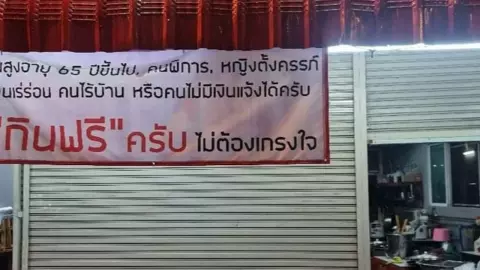 สูงอายุ 65 ปีขึ้นไป, คนพิการ, หญิงตั้งครรภ์
เร่ร่อน คนไร้บ้าน หรือคนไม่มีเงินแจ้งได้ครับ
"กินฟรี"ครับ ไม่ต้องเกรงใจ